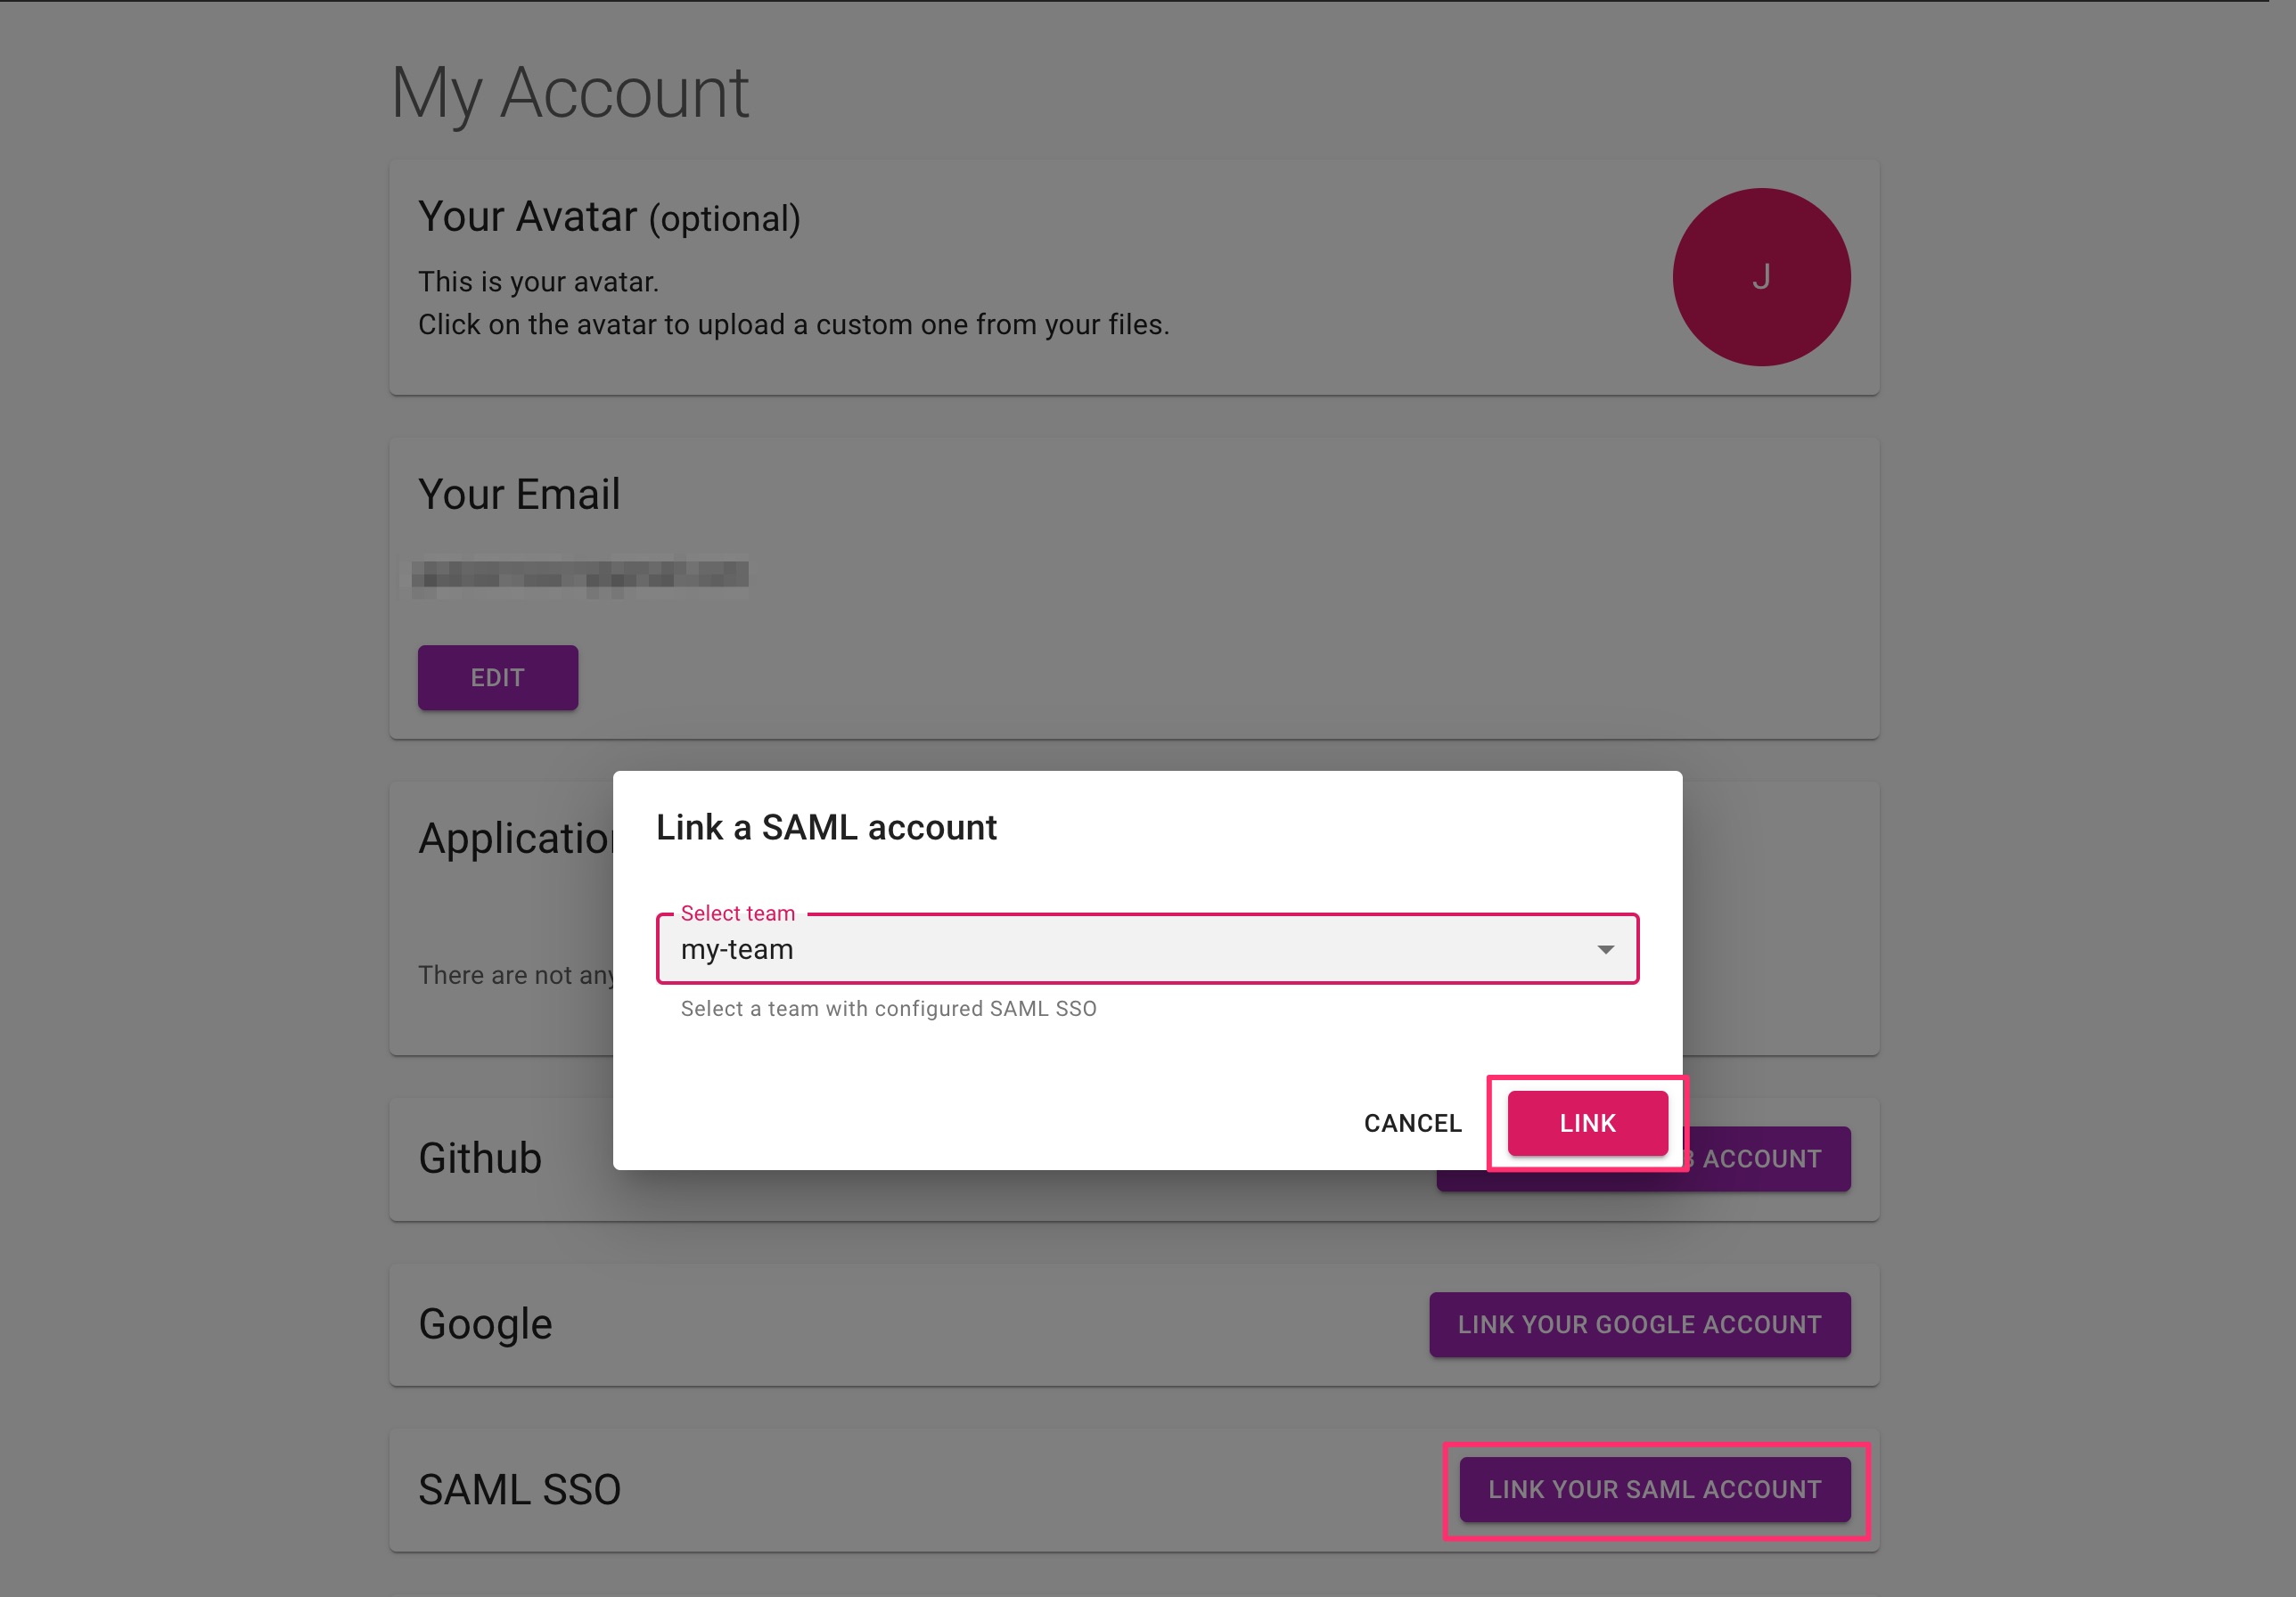 My Account
Your Avatar (optional)
This is your avatar.
Click on the avatar to upload a custom one from your files.
J
Your Email
EDIT
There are not any
Link a SAML account
Select team
my-team
Select a team with configured SAML SSO
CANCEL
LINK
Github
ACCOUNT
Google
LINK YOUR GOOGLE ACCOUNT
SAML SSO
LINK YOUR SAML ACCOUNT